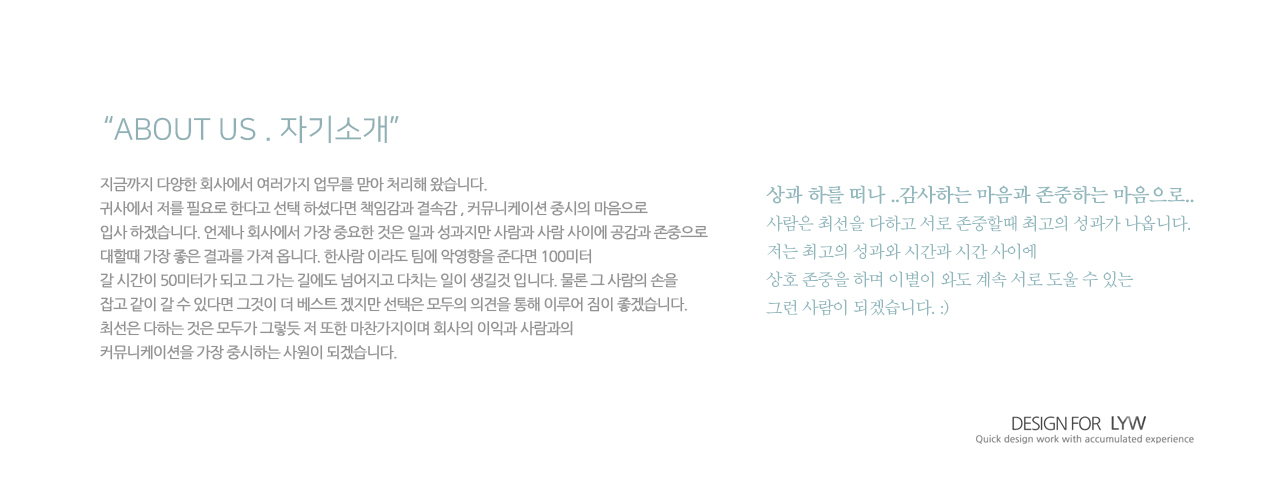 “ABOUT US . 자기소개”
지금까지 다양한 회사에서 여러가지 업무를 맏아 처리해 왔습니다.
귀사에서 저를 필요로 한다고 선택 하셨다면 책임감과 결속감 , 커뮤니케이션 중시의 마음으로
입사 하겠습니다. 언제나 회사에서 가장 중요한 것은 일과 성과지만 사람과 사람 사이에 공감과 존중으로
대할때 가장 좋은 결과를 가져 옵니다. 한사람 이라도 팀에 악영향을 준다면 100미터
갈 시간이 50미터가 되고 그 가는 길에도 넘어지고 다치는 일이 생길것 입니다. 물론 그 사람의 손을
잡고 같이 갈 수 있다면 그것이 더 베스트 겠지만 선택은 모두의 의견을 통해 이루어 짐이 좋겠습니다.
최선은 다하는 것은 모두가 그렇듯 저 또한 마찬가지이며 회사의 이익과 사람과의
커뮤니케이션을 가장 중시하는 사원이 되겠습니다.
상과 하를 떠나 ..감사하는 마음과 존중하는 마음으로..
사람은 최선을 다하고 서로 존중할때 최고의 성과가 나옵니다.
저는 최고의 성과와 시간과 시간 사이에
상호 존중을 하며 이별이 와도 계속 서로 도울 수 있는
그런 사람이 되겠습니다. :)
DESIGN FOR LYW
Quick design work with accumulated experience